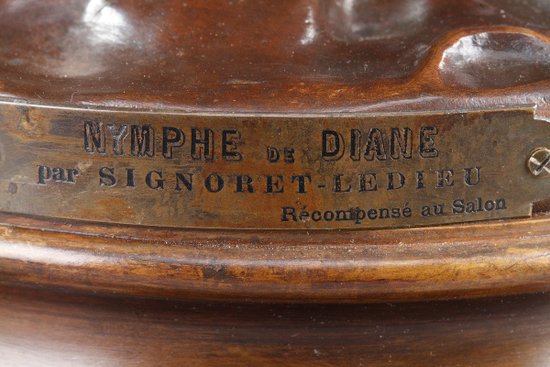 NYMPHE DE DIANE
par SIGNORET-LEDIEU
Récompensé au Salon